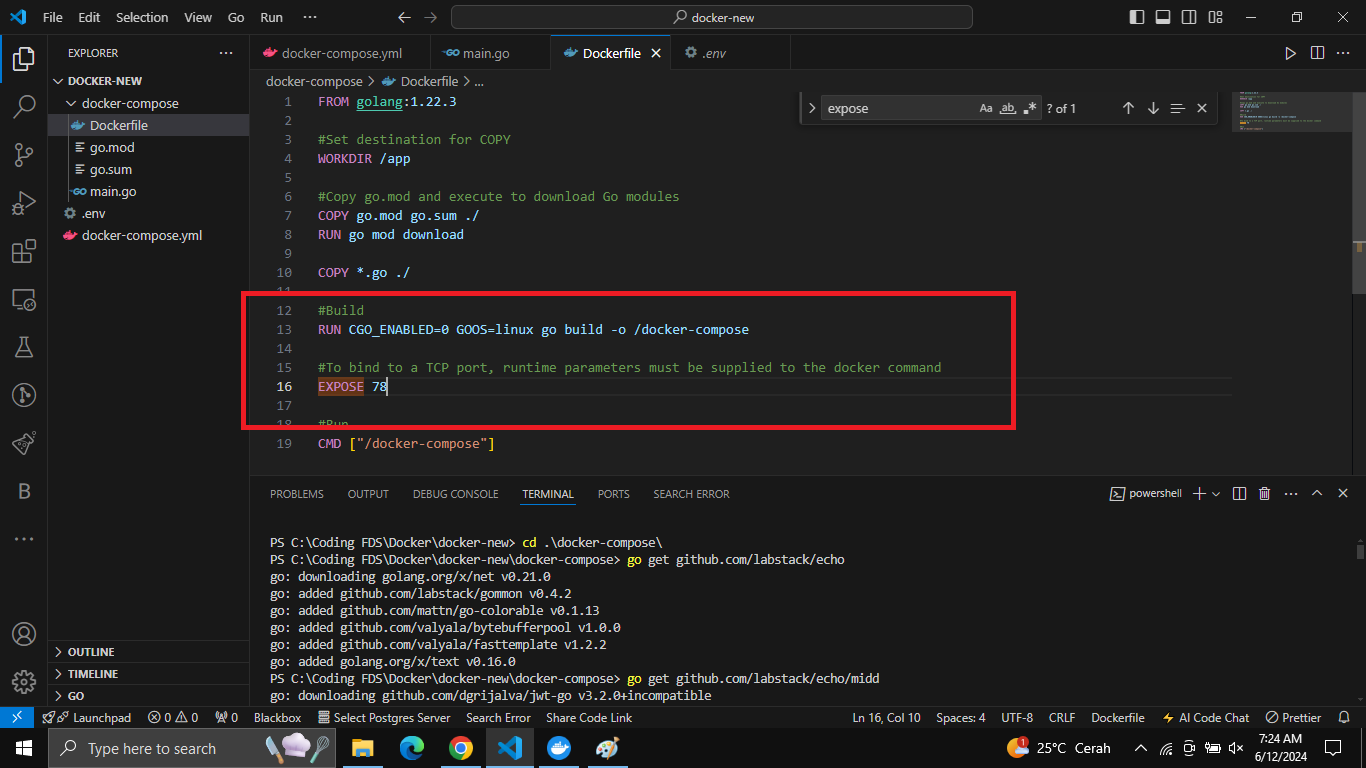 File Edit Selection View Go Run ··· docker-new
EXPLORER ···
DOCKER-NEW
docker-compose
Dockerfile
go.mod
go.sum
main.go
.env
docker-compose.yml
OUTLINE
TIMELINE
GO
docker-compose.yml main.go Dockerfile .env
docker-compose > Dockerfile > ...
expose Aa ab .* ? of 1
1 FROM golang:1.22.3
2
3 #Set destination for COPY
4 WORKDIR /app
5
6 #Copy go.mod and execute to download Go modules
7 COPY go.mod go.sum ./
8 RUN go mod download
9
10 COPY *.go ./
11
12 #Build
13 RUN CGO_ENABLED=0 GOOS=linux go build -o /docker-compose
14
15 #To bind to a TCP port, runtime parameters must be supplied to the docker command
16 EXPOSE 78
17
18 #Run
19 CMD ["/docker-compose"]
PROBLEMS OUTPUT DEBUG CONSOLE TERMINAL PORTS SEARCH ERROR powershell
PS C:\Coding FDS\Docker\docker-new> cd .\docker-compose\
PS C:\Coding FDS\Docker\docker-new\docker-compose> go get github.com/labstack/echo
go: downloading golang.org/x/net v0.21.0
go: added github.com/labstack/gommon v0.4.2
go: added github.com/mattn/go-colorable v0.1.13
go: added github.com/valyala/bytebufferpool v1.0.0
go: added github.com/valyala/fasttemplate v1.2.2
go: added golang.org/x/text v0.16.0
PS C:\Coding FDS\Docker\docker-new\docker-compose> go get github.com/labstack/echo/midd
go: downloading github.com/dgrijalva/jwt-go v3.2.0+incompatible
Launchpad 0 0 0 Blackbox Select Postgres Server Search Error Share Code Link Ln 16, Col 10 Spaces: 4 UTF-8 CRLF Dockerfile AI Code Chat Prettier
Type here to search 1 25°C Cerah 7:24 AM
6/12/2024